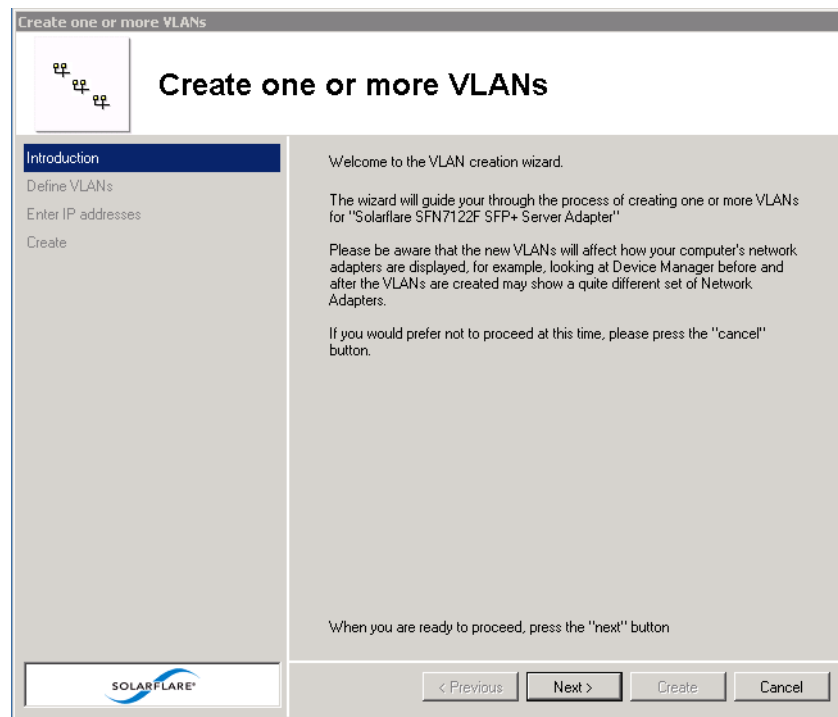 Create one or more VLANs
Create one or more VLANs
Introduction
Define VLANs
Enter IP addresses
Create
Welcome to the VLAN creation wizard.
The wizard will guide your through the process of creating one or more VLANs
for "Solarflare SFN7122F SFP+ Server Adapter"
Please be aware that the new VLANs will affect how your computer's network
adapters are displayed, for example, looking at Device Manager before and
after the VLANs are created may show a quite different set of Network
Adapters.
If you would prefer not to proceed at this time, please press the "cancel"
button.
When you are ready to proceed, press the "next" button
SOLARFLARE®
< Previous
Next >
Create
Cancel